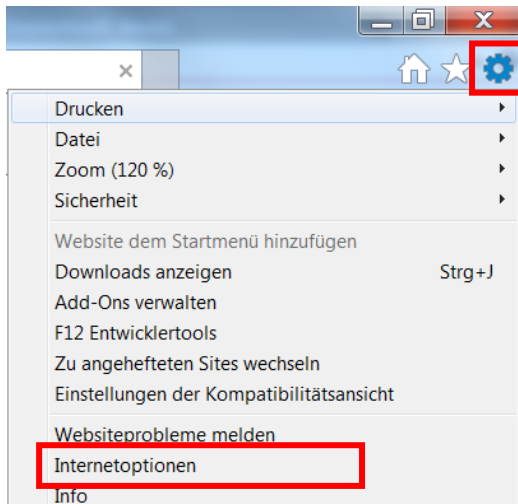 Drucken
Datei
Zoom (120 %)
Sicherheit
Website dem Startmenü hinzufügen
Downloads anzeigen Strg+J
Add-Ons verwalten
F12 Entwicklertools
Zu angehefteten Sites wechseln
Einstellungen der Kompatibilitätsansicht
Websiteprobleme melden
Internetoptionen
Info